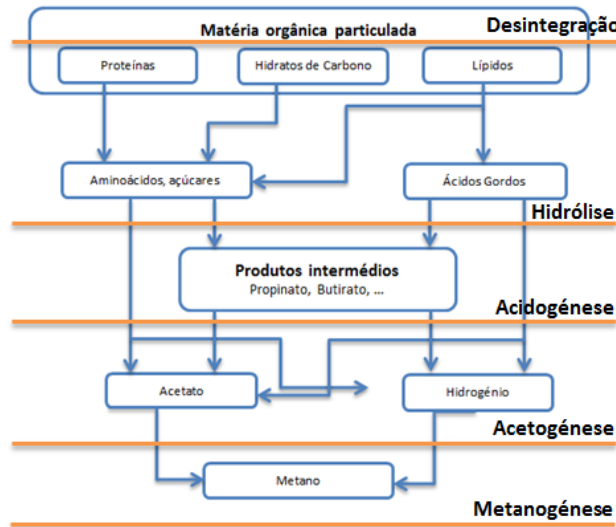 Matéria orgânica particulada
Desintegração
Proteínas
Hidratos de Carbono
Lípidos
Aminoácidos, açúcares
Ácidos Gordos
Hidrólise
Produtos intermédios
Propinato, Butirato, ...
Acidogénese
Acetato
Hidrogénio
Acetogénese
Metano
Metanogénese